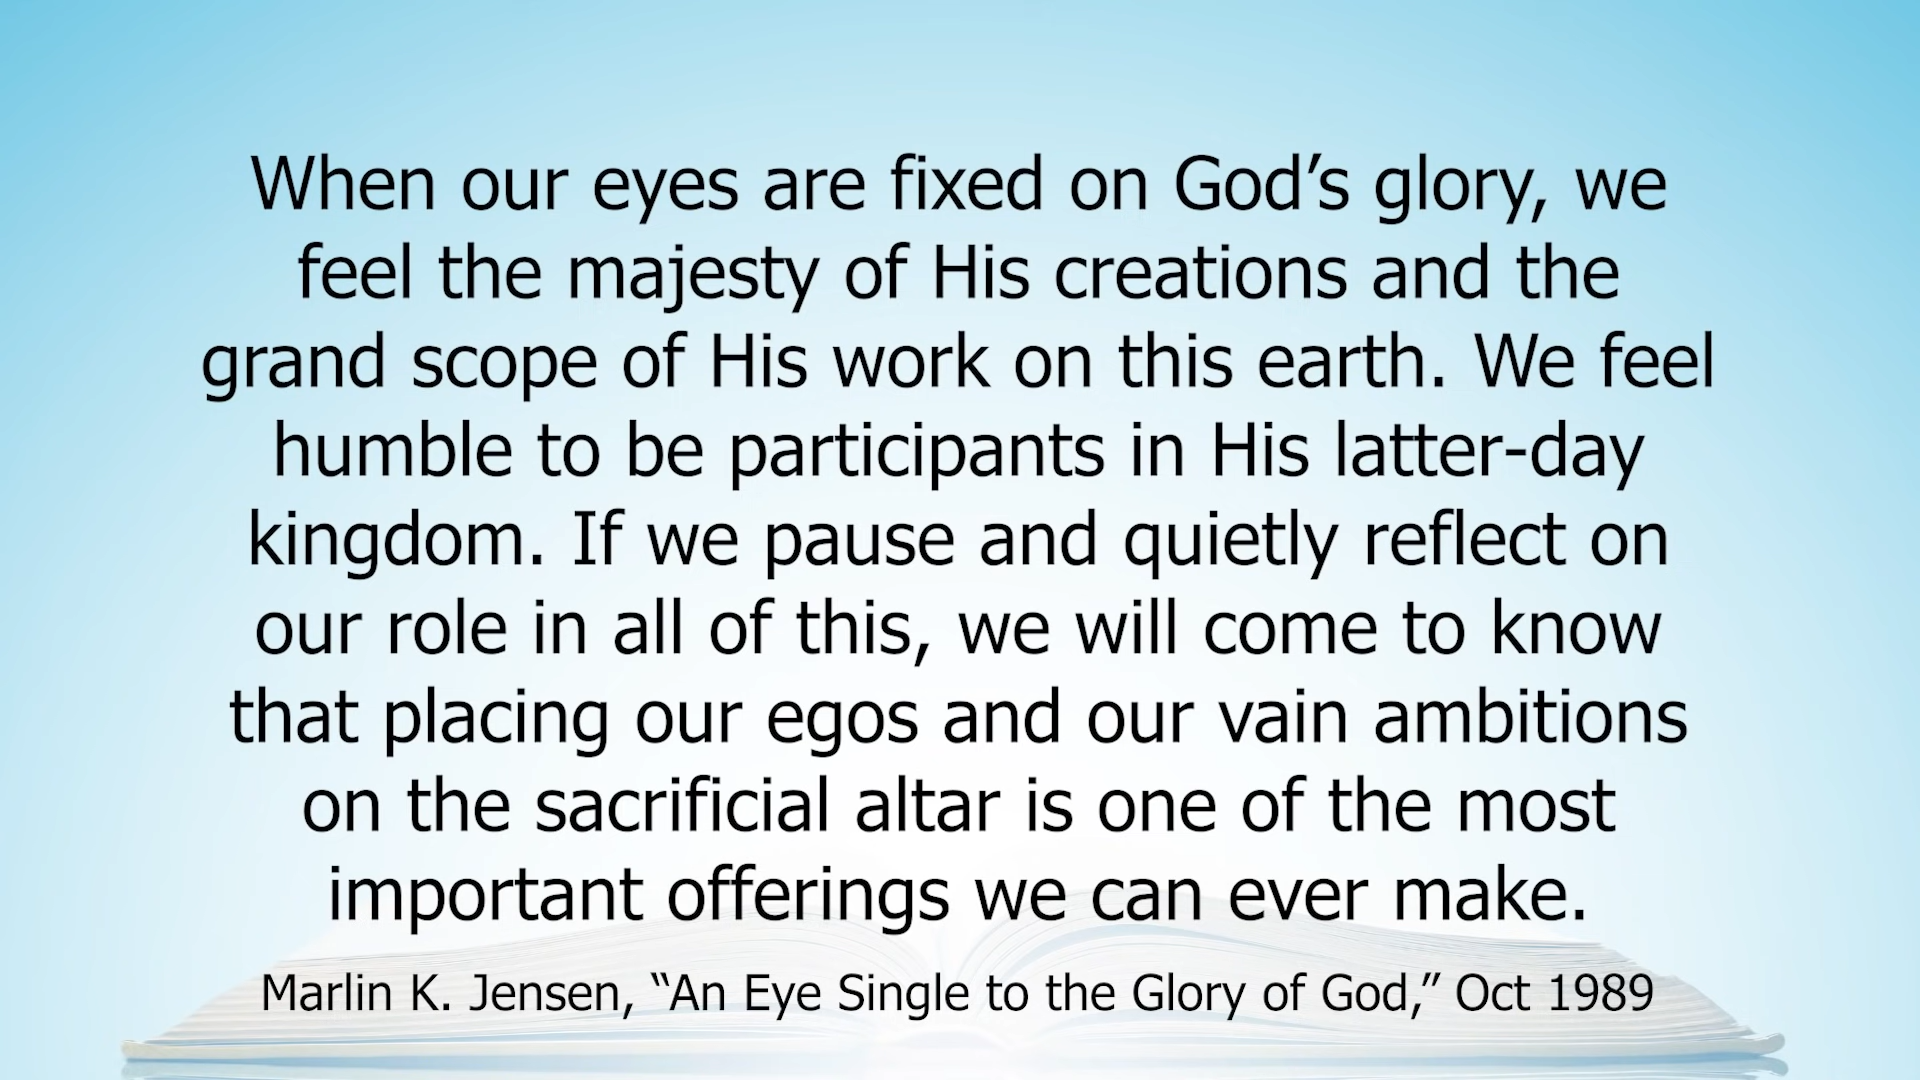 When our eyes are fixed on God’s glory, we
feel the majesty of His creations and the
grand scope of His work on this earth. We feel
humble to be participants in His latter-day
kingdom. If we pause and quietly reflect on
our role in all of this, we will come to know
that placing our egos and our vain ambitions
on the sacrificial altar is one of the most
important offerings we can ever make.
Marlin K. Jensen, “An Eye Single to the Glory of God,” Oct 1989